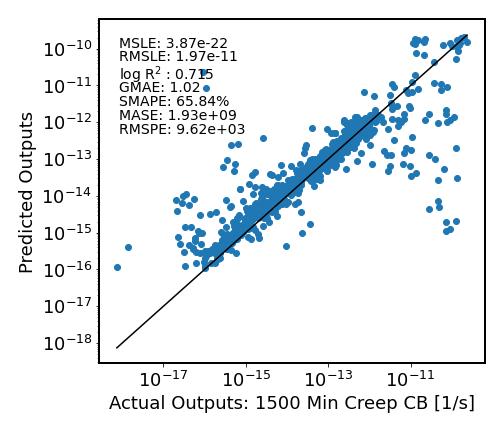 MSLE: 3.87e-22
RMSLE: 1.97e-11
log R² : 0.715
GMAE: 1.02
SMAPE: 65.84%
MASE: 1.93e+09
RMSPE: 9.62e+03
10⁻¹⁰
10⁻¹¹
10⁻¹²
10⁻¹³
10⁻¹⁴
10⁻¹⁵
10⁻¹⁶
10⁻¹⁷
10⁻¹⁸
Predicted Outputs
10⁻¹⁷ 10⁻¹⁵ 10⁻¹³ 10⁻¹¹
Actual Outputs: 1500 Min Creep CB [1/s]